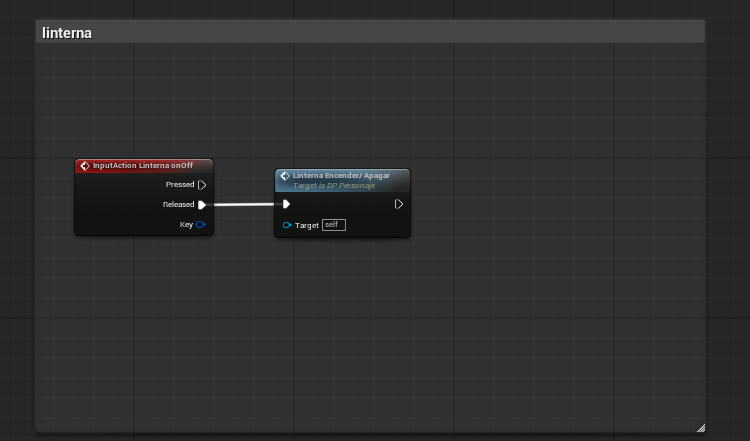 linterna
InputAction Linterna onOff
Pressed
Released
Key
Linterna Encender/ Apagar
Target is BP Personaje
Target self